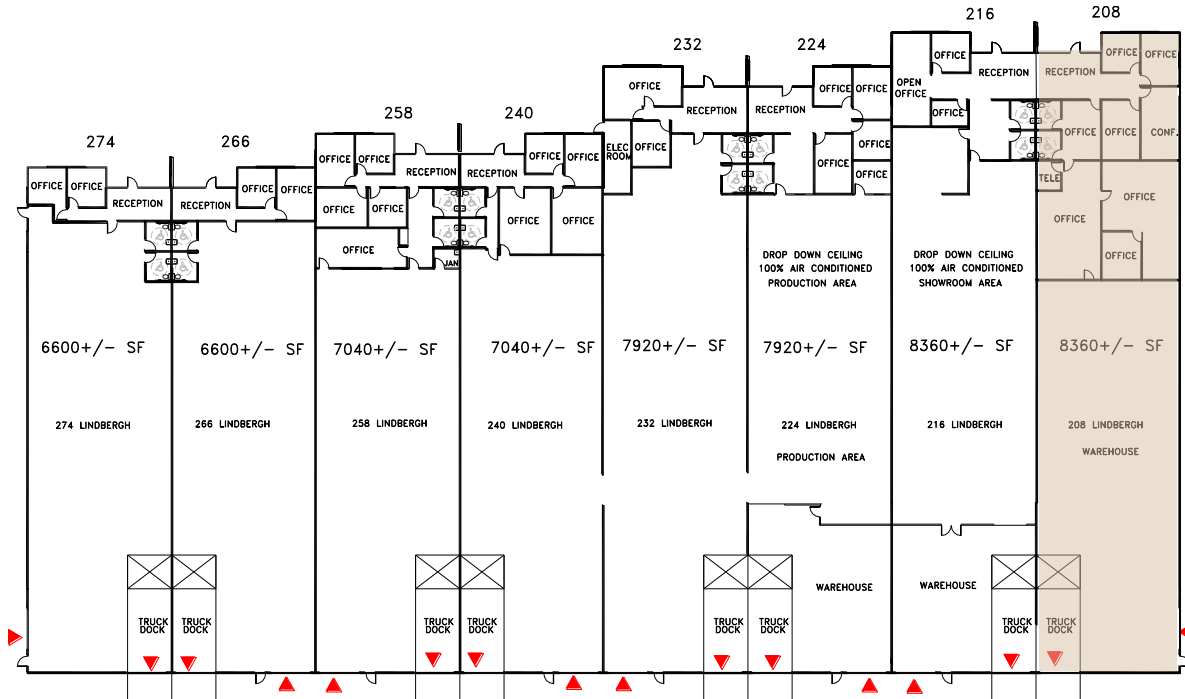 216
208
232
224
258
240
274
266
OFFICE
OFFICE
OPEN
OFFICE
RECEPTION
OFFICE
RECEPTION
OFFICE
OFFICE
OFFICE
OFFICE
CONF.
TELE
OFFICE
OFFICE
OFFICE
OFFICE
RECEPTION
ELEC
ROOM
OFFICE
RECEPTION
OFFICE
OFFICE
OFFICE
OFFICE
OFFICE
OFFICE
OFFICE
RECEPTION
OFFICE
OFFICE
OFFICE
JAN
RECEPTION
OFFICE
OFFICE
OFFICE
OFFICE
OFFICE
OFFICE
RECEPTION
RECEPTION
OFFICE
OFFICE
DROP DOWN CEILING
100% AIR CONDITIONED
PRODUCTION AREA
DROP DOWN CEILING
100% AIR CONDITIONED
SHOWROOM AREA
6600+/- SF
6600+/- SF
7040+/- SF
7040+/- SF
7920+/- SF
7920+/- SF
8360+/- SF
8360+/- SF
274 LINDBERGH
266 LINDBERGH
258 LINDBERGH
240 LINDBERGH
232 LINDBERGH
224 LINDBERGH
216 LINDBERGH
208 LINDBERGH
PRODUCTION AREA
WAREHOUSE
WAREHOUSE
WAREHOUSE
TRUCK
DOCK
TRUCK
DOCK
TRUCK
DOCK
TRUCK
DOCK
TRUCK
DOCK
TRUCK
DOCK
TRUCK
DOCK
TRUCK
DOCK